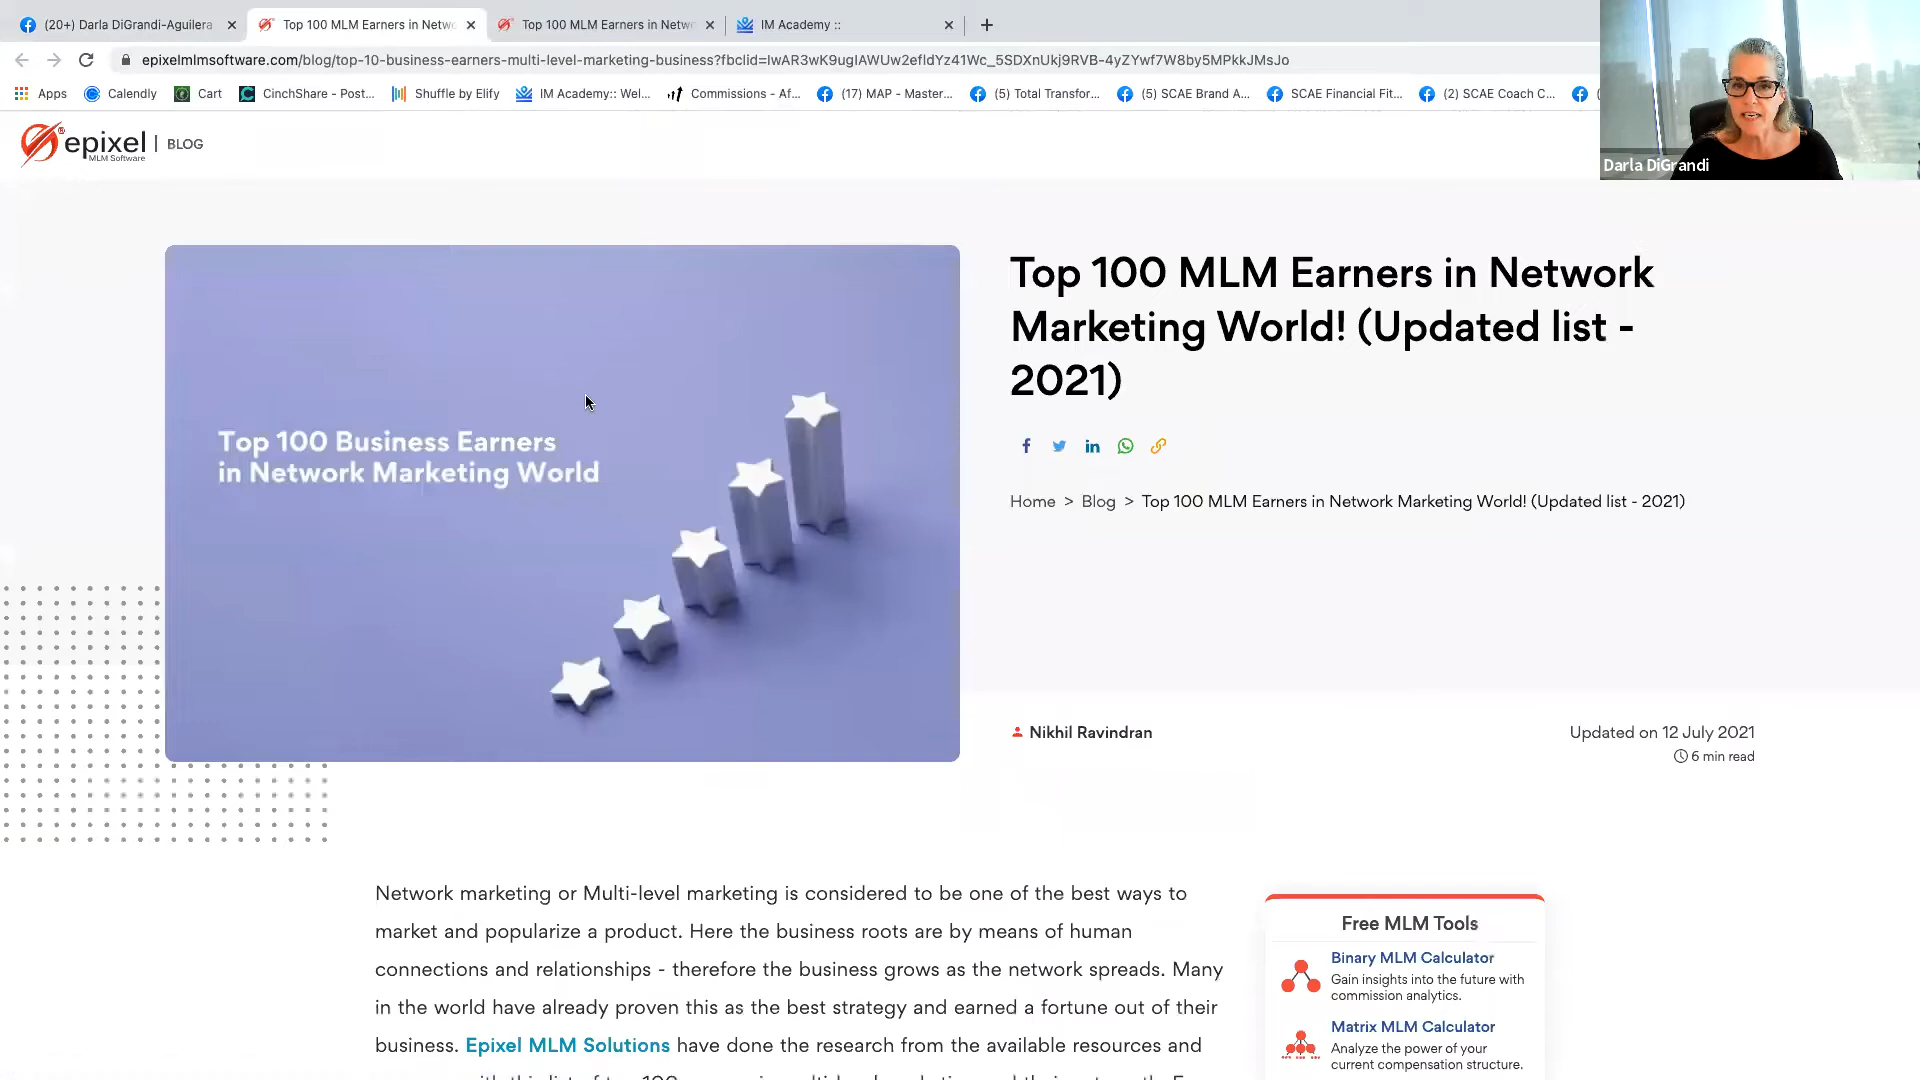 (20+) Darla DiGrandi-Aguilera
Top 100 MLM Earners in Netwo
Top 100 MLM Earners in Netwo
IM Academy ::
epixelmlmsoftware.com/blog/top-10-business-earners-multi-level-marketing-business?fbclid=IwAR3wK9ugIAWUw2efIdYz41Wc_5SDXnUkj9RVB-4yZYwf7W8by5MPkkJMsJo
Apps
Calendly
Cart
CinchShare - Post...
Shuffle by Elify
IM Academy:: Wel...
Commissions - Af...
(17) MAP - Master...
(5) Total Transfor...
(5) SCAE Brand A...
SCAE Financial Fit...
(2) SCAE Coach C...
Darla DiGrandi
epixel
MLM Software
BLOG
Top 100 Business Earners
in Network Marketing World
Top 100 MLM Earners in Network
Marketing World! (Updated list -
2021)
Home > Blog > Top 100 MLM Earners in Network Marketing World! (Updated list - 2021)
Nikhil Ravindran
Updated on 12 July 2021
6 min read
Network marketing or Multi-level marketing is considered to be one of the best ways to
market and popularize a product. Here the business roots are by means of human
connections and relationships - therefore the business grows as the network spreads. Many
in the world have already proven this as the best strategy and earned a fortune out of their
business. Epixel MLM Solutions have done the research from the available resources and
Free MLM Tools
Binary MLM Calculator
Gain insights into the future with
commission analytics.
Matrix MLM Calculator
Analyze the power of your
current compensation structure.